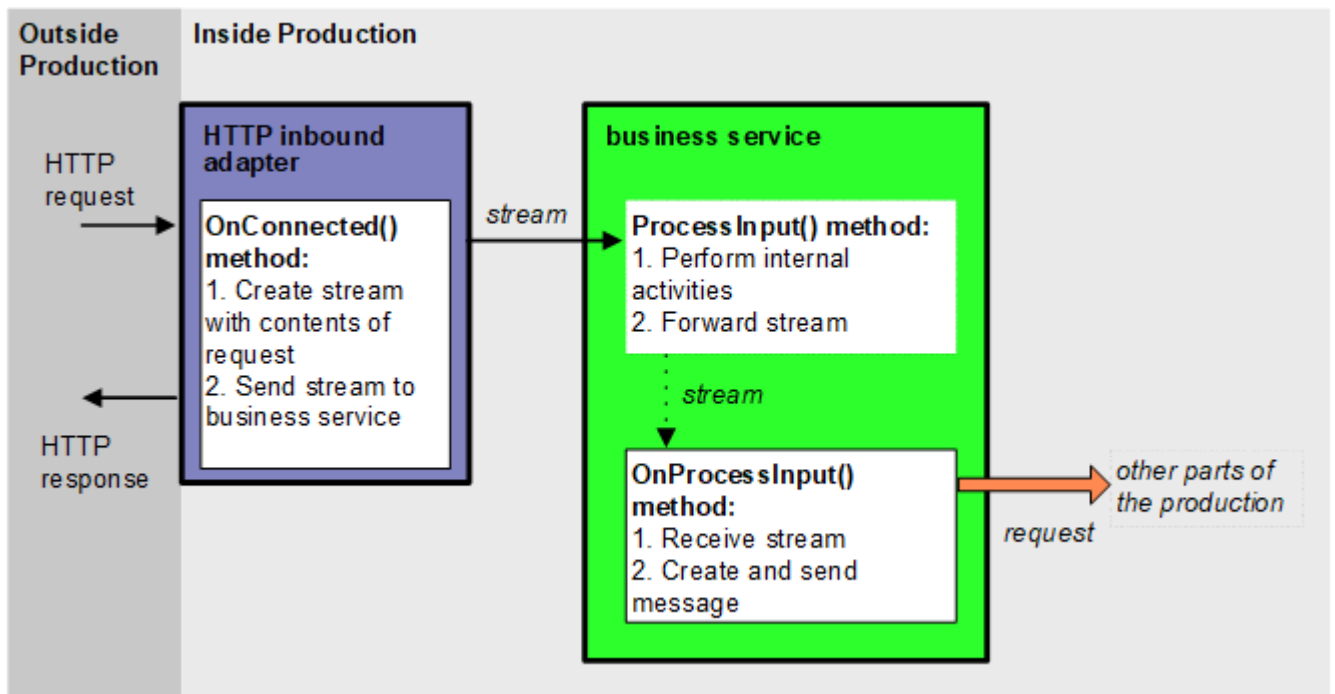 Outside
Production
Inside Production
HTTP
request
HTTP inbound
adapter
OnConnected()
method:
1. Create stream
with contents of
request
2. Send stream to
business service
HTTP
response
stream
business service
ProcessInput() method:
1. Perform internal
activities
2. Forward stream
stream
OnProcessInput()
method:
1. Receive stream
2. Create and send
message
request
other parts of
the production